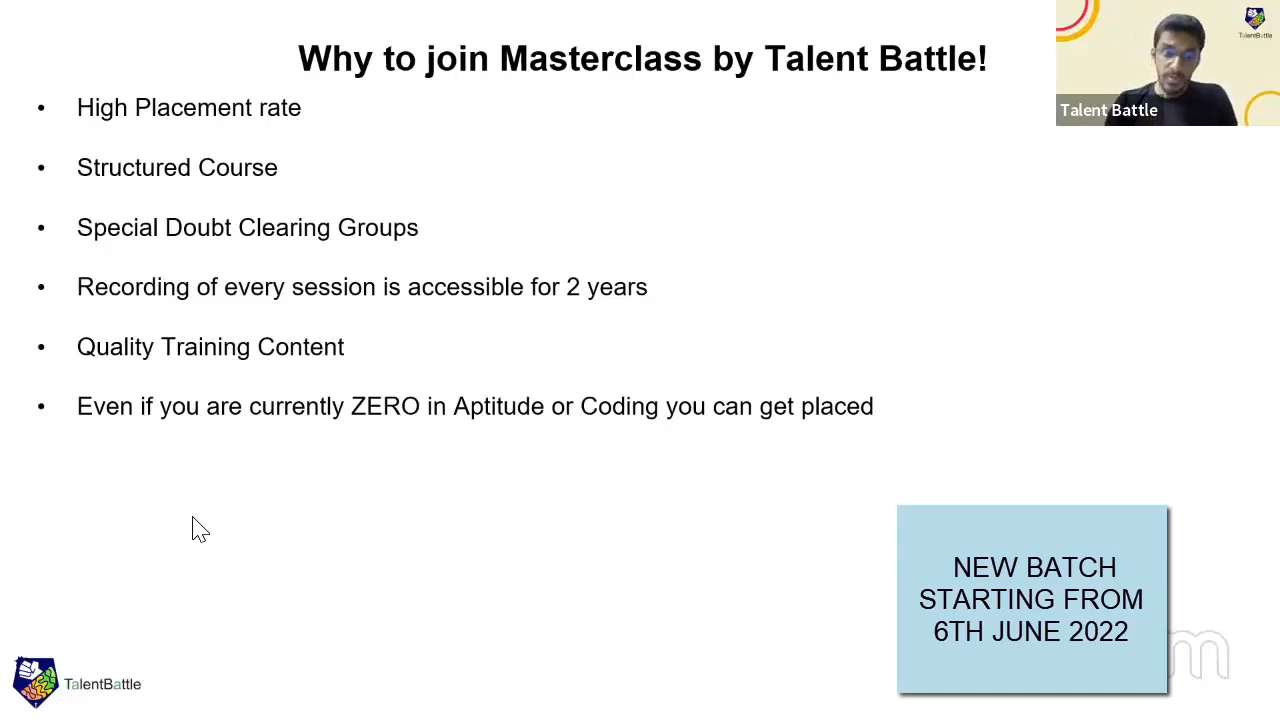 Why to join Masterclass by Talent Battle!
TalentBattle
Talent Battle
• High Placement rate
• Structured Course
• Special Doubt Clearing Groups
• Recording of every session is accessible for 2 years
• Quality Training Content
• Even if you are currently ZERO in Aptitude or Coding you can get placed
NEW BATCH
STARTING FROM
6TH JUNE 2022
m
TalentBattle